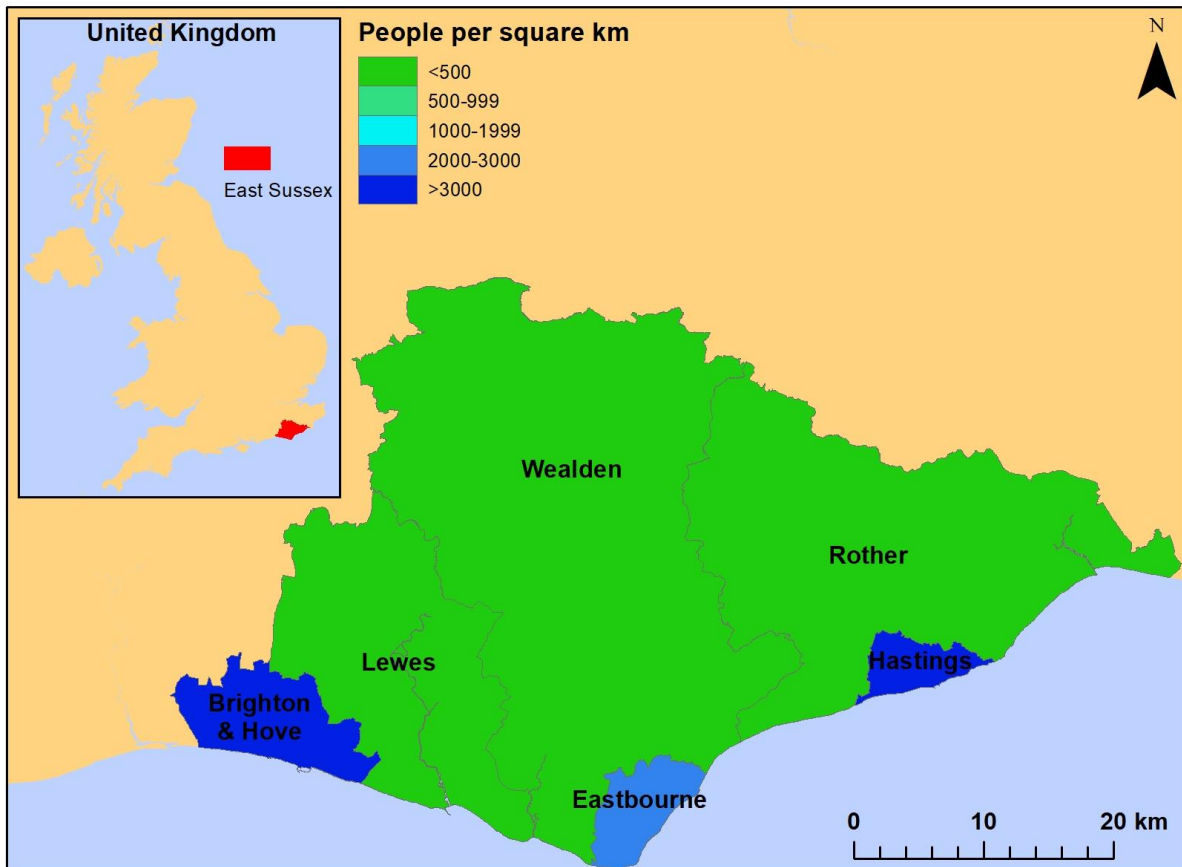 United Kingdom
East Sussex
People per square km
<500
500-999
1000-1999
2000-3000
>3000
N
Wealden
Rother
Lewes
Hastings
Brighton
& Hove
Eastbourne
0 10 20 km